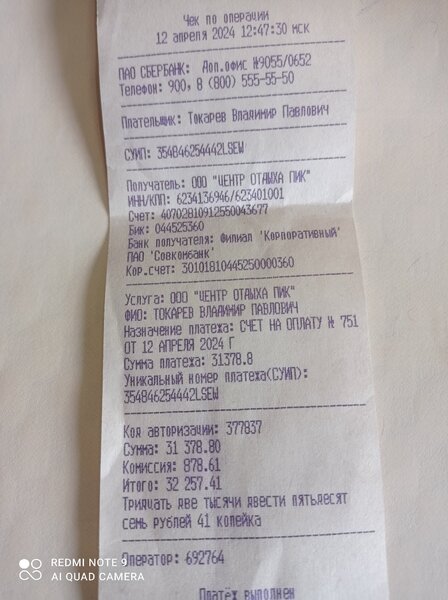 Чек по операции
12 апреля 2024 12:47:30 мск
ПАО СБЕРБАНК: Доп.офис №9055/0652
Телефон: 900, 8 (800) 555-55-50
Плательщик: Токарев Владимир Павлович
СУИП: 354846254442LSEW
Получатель: ООО "ЦЕНТР ОТДЫХА ПИК"
ИНН/КПП: 6234136946/623401001
Счет: 40702810912550043677
Бик: 044525360
Банк получателя: Филиал 'Корпоративный'
ПАО 'Совкомбанк'
Кор.счет: 30101810445250000360
Услуга: ООО "ЦЕНТР ОТДЫХА ПИК"
ФИО: ТОКАРЕВ ВЛАДИМИР ПАВЛОВИЧ
Назначение платежа: СЧЕТ НА ОПЛАТУ № 751
ОТ 12 АПРЕЛЯ 2024 Г
Сумма платежа: 31378.8
Уникальный номер платежа(СУИП):
354846254442LSEW
Код авторизации: 377837
Сумма: 31 378.80
Комиссия: 878.61
Итого: 32 257.41
Тридцать две тысячи двести пятьдесят
семь рублей 41 копейка
Оператор: 692764
Платёж выполнен
REDMI NOTE 9
AI QUAD CAMERA